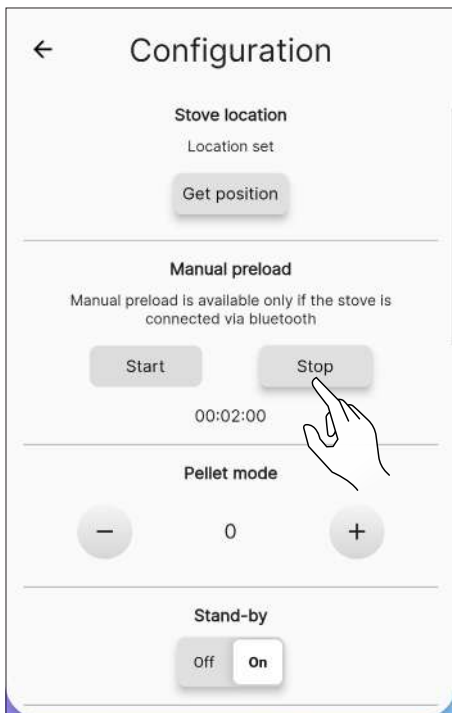 Configuration
Stove location
Location set
Get position
Manual preload
Manual preload is available only if the stove is
connected via bluetooth
Start Stop
00:02:00
Pellet mode
− 0 +
Stand-by
Off On